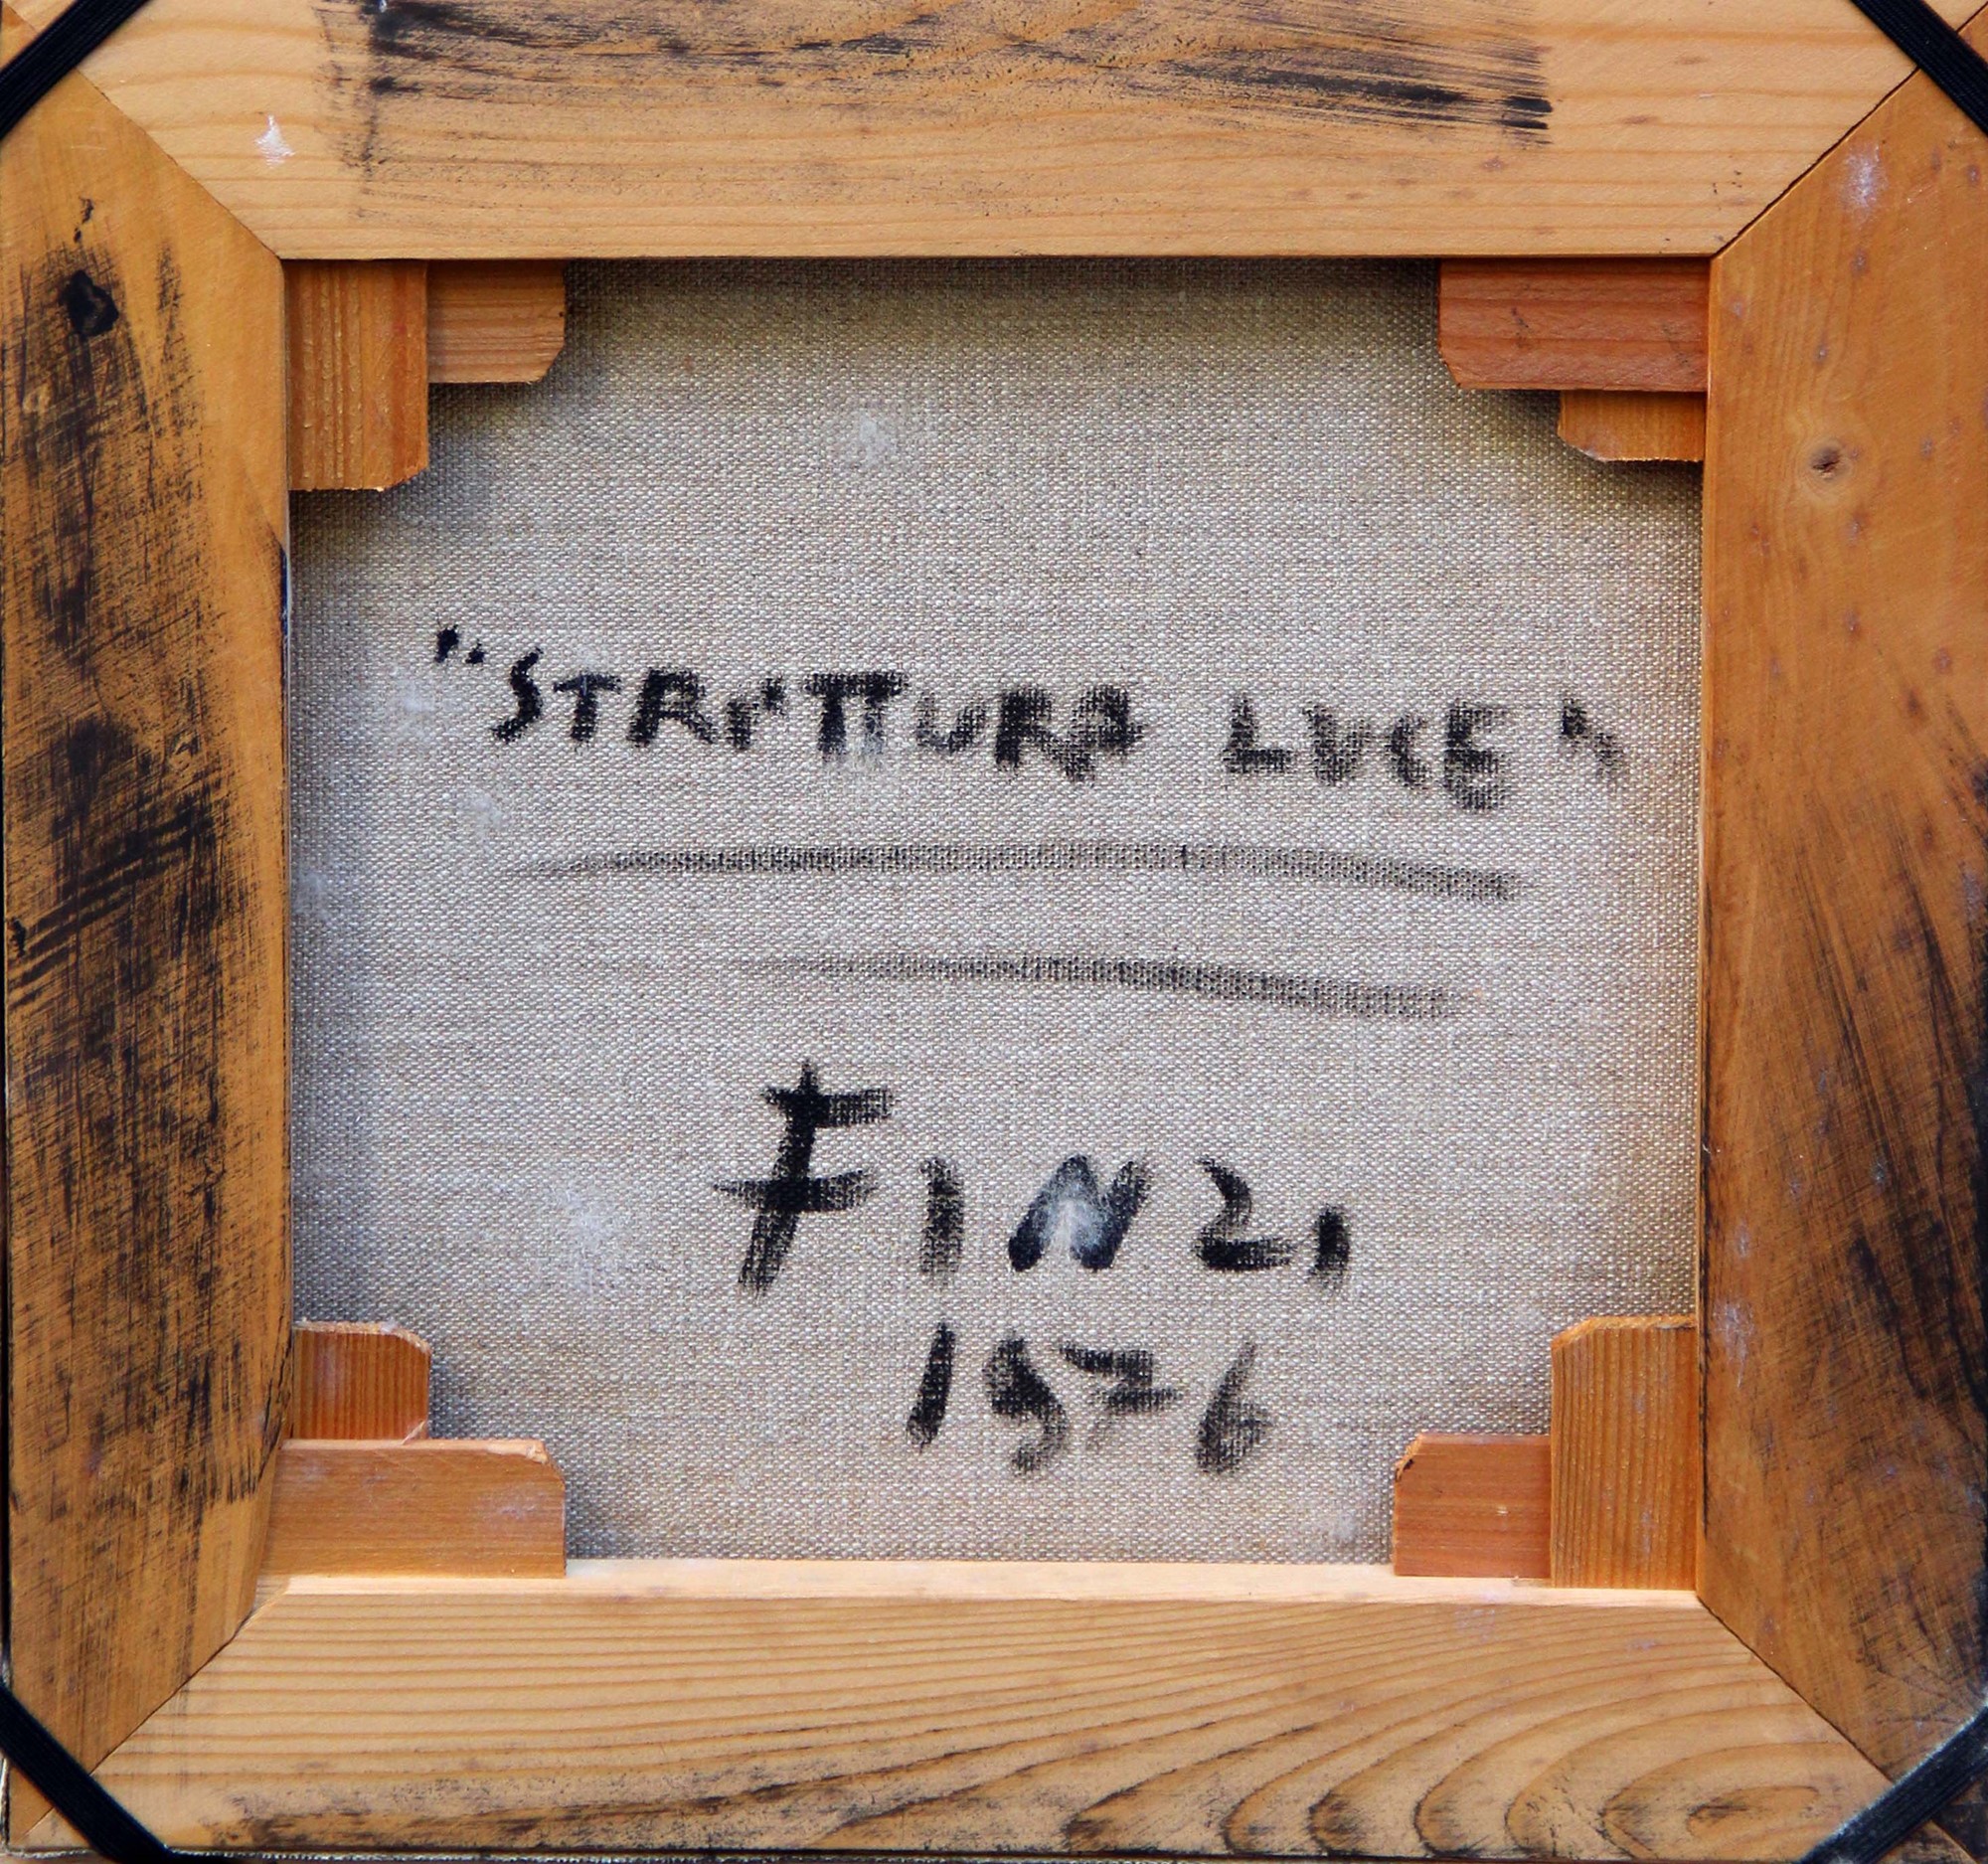 "STRUTTURA LUCE"
FINZI
1976